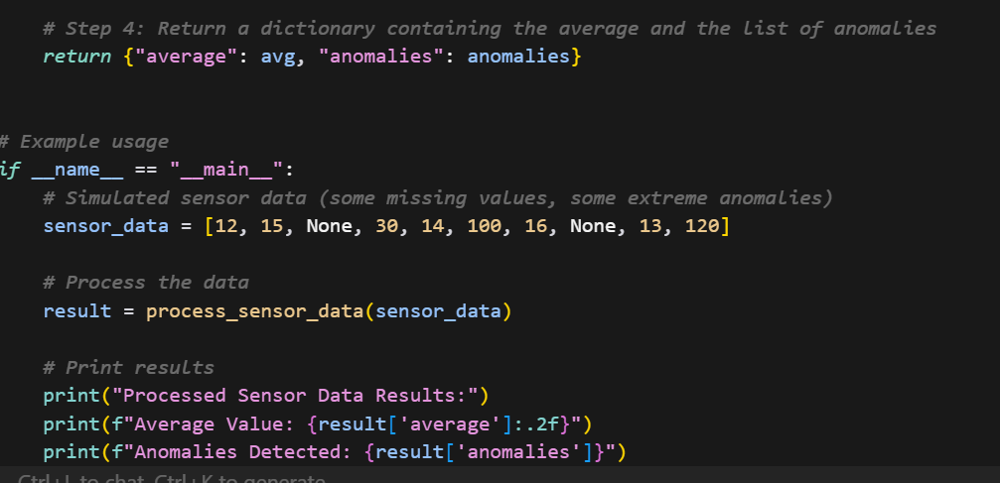 # Step 4: Return a dictionary containing the average and the list of anomalies
return {"average": avg, "anomalies": anomalies}
# Example usage
if __name__ == "__main__":
# Simulated sensor data (some missing values, some extreme anomalies)
sensor_data = [12, 15, None, 30, 14, 100, 16, None, 13, 120]
# Process the data
result = process_sensor_data(sensor_data)
# Print results
print("Processed Sensor Data Results:")
print(f"Average Value: {result['average']:.2f}")
print(f"Anomalies Detected: {result['anomalies']}")
Ctrl+L to chat, Ctrl+K to generate